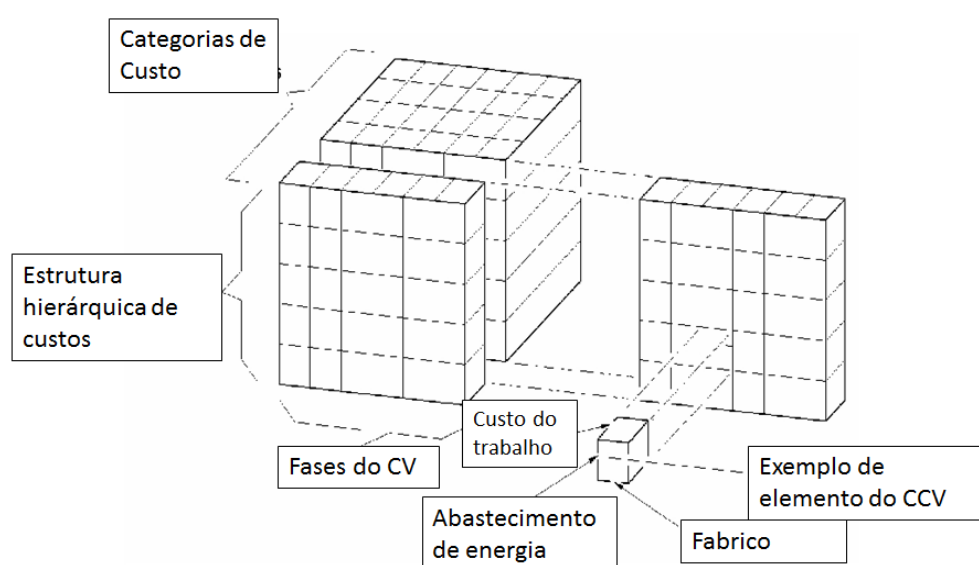 Categorias de
Custo
s
Estrutura
hierárquica de
custos
Custo do
trabalho
Fases do CV
Exemplo de
elemento do CCV
Abastecimento
de energia
Fabrico